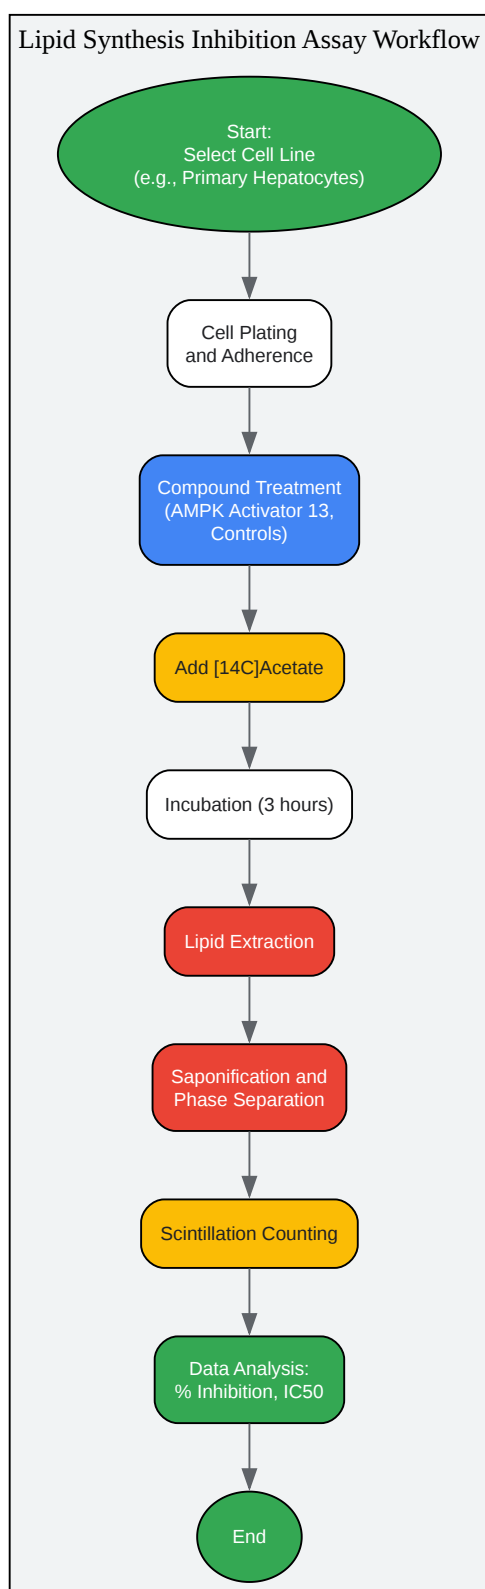 Lipid Synthesis Inhibition Assay Workflow
Start:
Select Cell Line
(e.g., Primary Hepatocytes)
Cell Plating
and Adherence
Compound Treatment
(AMPK Activator 13,
Controls)
Add [14C]Acetate
Incubation (3 hours)
Lipid Extraction
Saponification and
Phase Separation
Scintillation Counting
Data Analysis:
% Inhibition, IC50
End